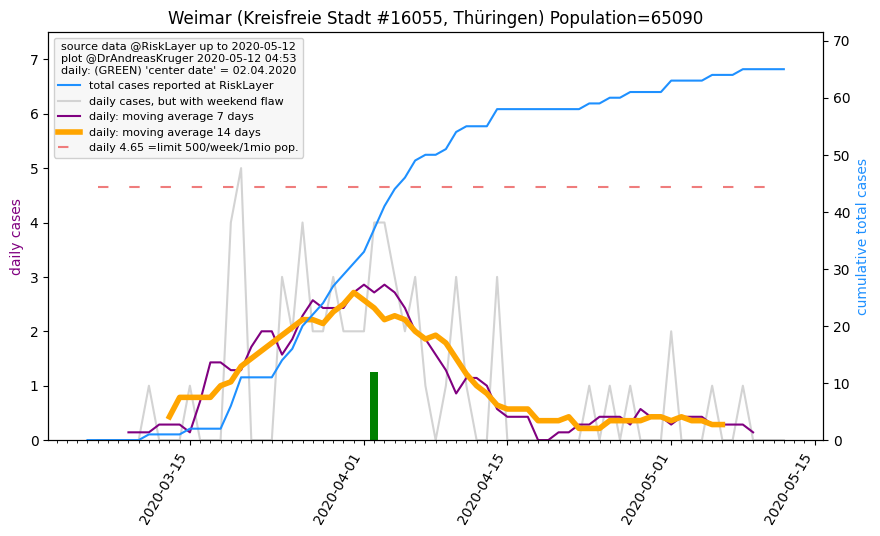 Weimar (Kreisfreie Stadt #16055, Thüringen) Population=65090
source data @RiskLayer up to 2020-05-12
plot @DrAndreasKruger 2020-05-12 04:53
daily: (GREEN) 'center date' = 02.04.2020
total cases reported at RiskLayer
daily cases, but with weekend flaw
daily: moving average 7 days
daily: moving average 14 days
daily 4.65 =limit 500/week/1mio pop.
daily cases
7
6
5
4
3
2
1
0
70
60
50
40
30
20
10
0
cumulative total cases
2020-03-15
2020-04-01
2020-04-15
2020-05-01
2020-05-15